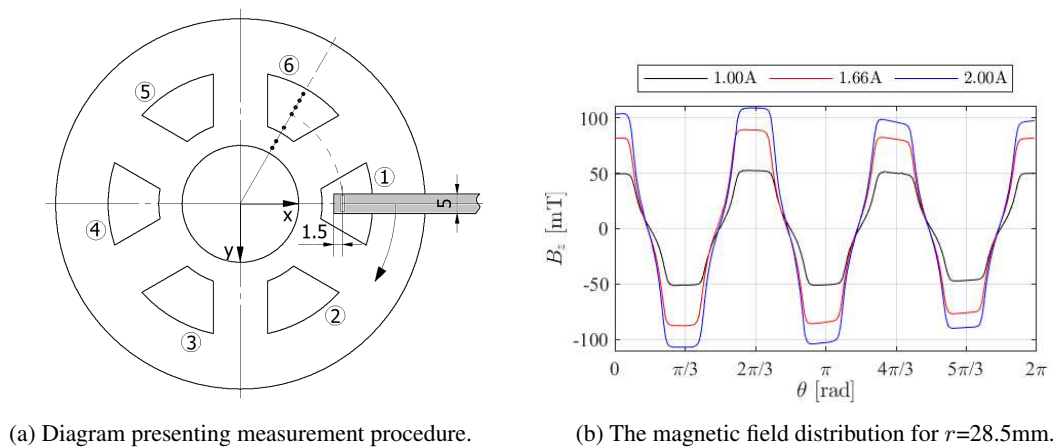 ⑥
⑤
①
④
x
y
1.5
5
③
②
1.00A 1.66A 2.00A
100
50
0
-50
-100
B_z [mT]
0 π/3 2π/3 π 4π/3 5π/3 2π
θ [rad]
(a) Diagram presenting measurement procedure.
(b) The magnetic field distribution for r=28.5mm.